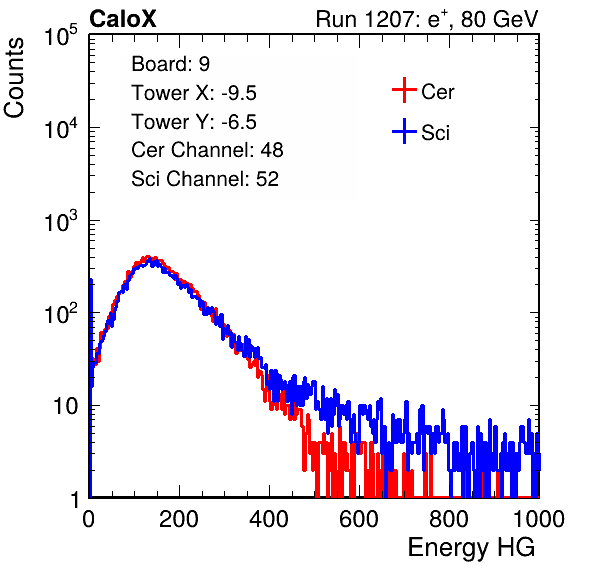 CaloX Run 1207: e⁺, 80 GeV
Counts
Board: 9
Tower X: -9.5
Tower Y: -6.5
Cer Channel: 48
Sci Channel: 52
Cer
Sci
10⁵
10⁴
10³
10²
10
1
0 200 400 600 800 1000
Energy HG